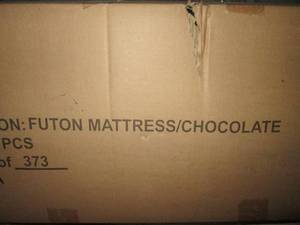 ON: FUTON MATTRESS/CHOCOLATE
PCS
of 373
A